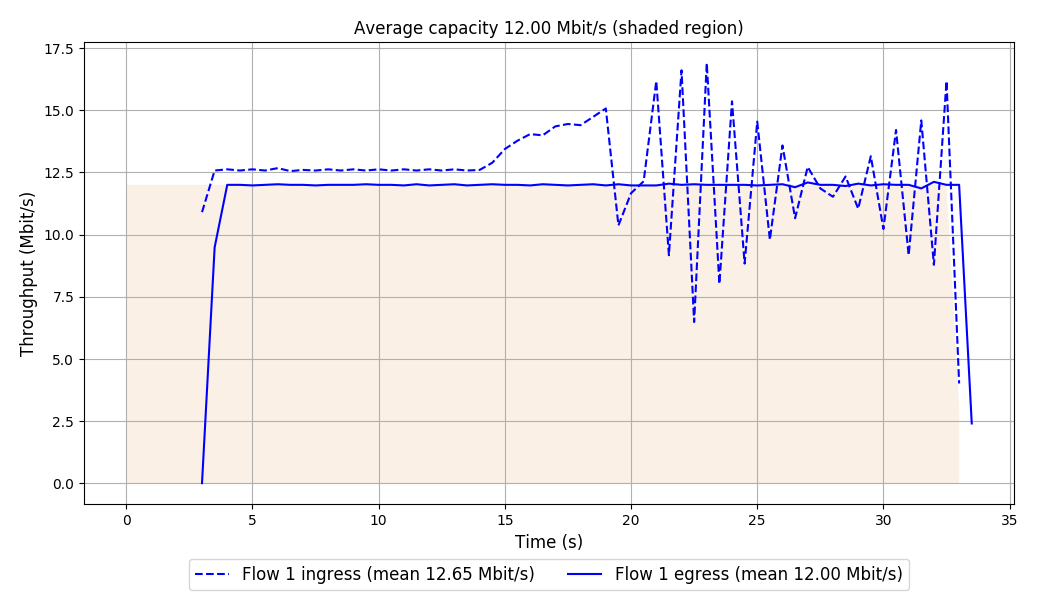 Average capacity 12.00 Mbit/s (shaded region)
Throughput (Mbit/s)
17.5
15.0
12.5
10.0
7.5
5.0
2.5
0.0
0 5 10 15 20 25 30 35
Time (s)
Flow 1 ingress (mean 12.65 Mbit/s) Flow 1 egress (mean 12.00 Mbit/s)